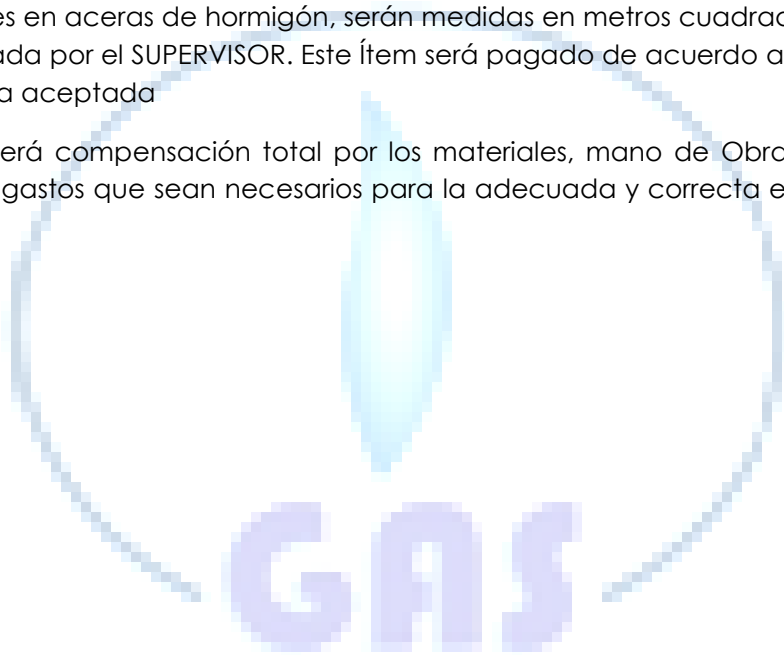 es en aceras de hormigón, serán medidas en metros cuadrad
ada por el SUPERVISOR. Este Ítem será pagado de acuerdo a
a aceptada
erá compensación total por los materiales, mano de Obra
gastos que sean necesarios para la adecuada y correcta e
GAS